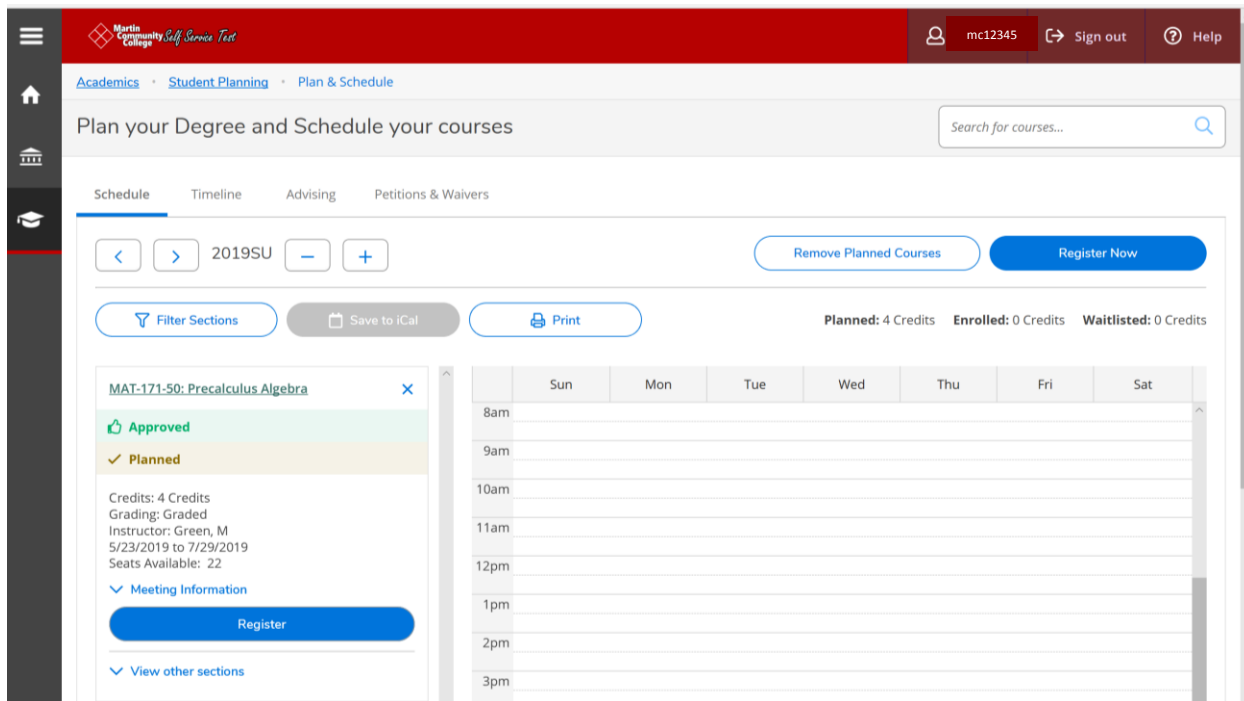 Martin
Community
College
Self Service Test
mc12345
Sign out
Help
Academics
Student Planning
Plan & Schedule
Plan your Degree and Schedule your courses
Search for courses...
Schedule
Timeline
Advising
Petitions & Waivers
2019SU
Remove Planned Courses
Register Now
Filter Sections
Save to iCal
Print
Planned: 4 Credits
Enrolled: 0 Credits
Waitlisted: 0 Credits
MAT-171-50: Precalculus Algebra
Approved
Planned
Credits: 4 Credits
Grading: Graded
Instructor: Green, M
5/23/2019 to 7/29/2019
Seats Available: 22
Meeting Information
Register
View other sections
Sun
Mon
Tue
Wed
Thu
Fri
Sat
8am
9am
10am
11am
12pm
1pm
2pm
3pm